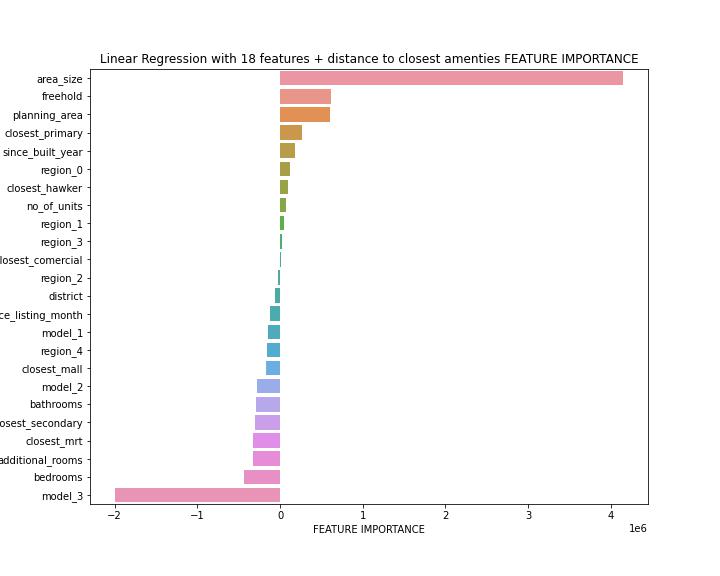 Linear Regression with 18 features + distance to closest amenties FEATURE IMPORTANCE
area_size
freehold
planning_area
closest_primary
since_built_year
region_0
closest_hawker
no_of_units
region_1
region_3
losest_comercial
region_2
district
ce_listing_month
model_1
region_4
closest_mall
model_2
bathrooms
osest_secondary
closest_mrt
additional_rooms
bedrooms
model_3
−2 −1 0 1 2 3 4
1e6
FEATURE IMPORTANCE